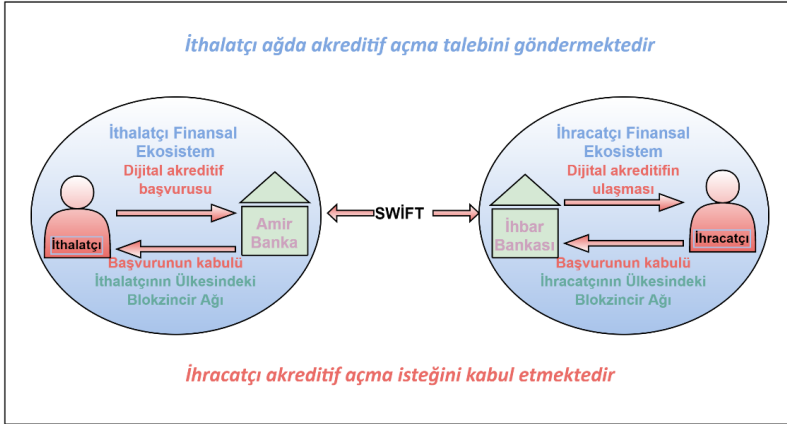 İthalatçı ağda akreditif açma talebini göndermektedir
İthalatçı Finansal
Ekosistem
Dijital akreditif
başvurusu
İthalatçı
Amir
Banka
Başvurunun kabulü
İthalatçının Ülkesindeki
Blokzincir Ağı
SWİFT
İhracatçı Finansal
Ekosistem
Dijital akreditifin
ulaşması
İhbar
Bankası
İhracatçı
Başvurunun kabulü
İhracatçının Ülkesindeki
Blokzincir Ağı
İhracatçı akreditif açma isteğini kabul etmektedir